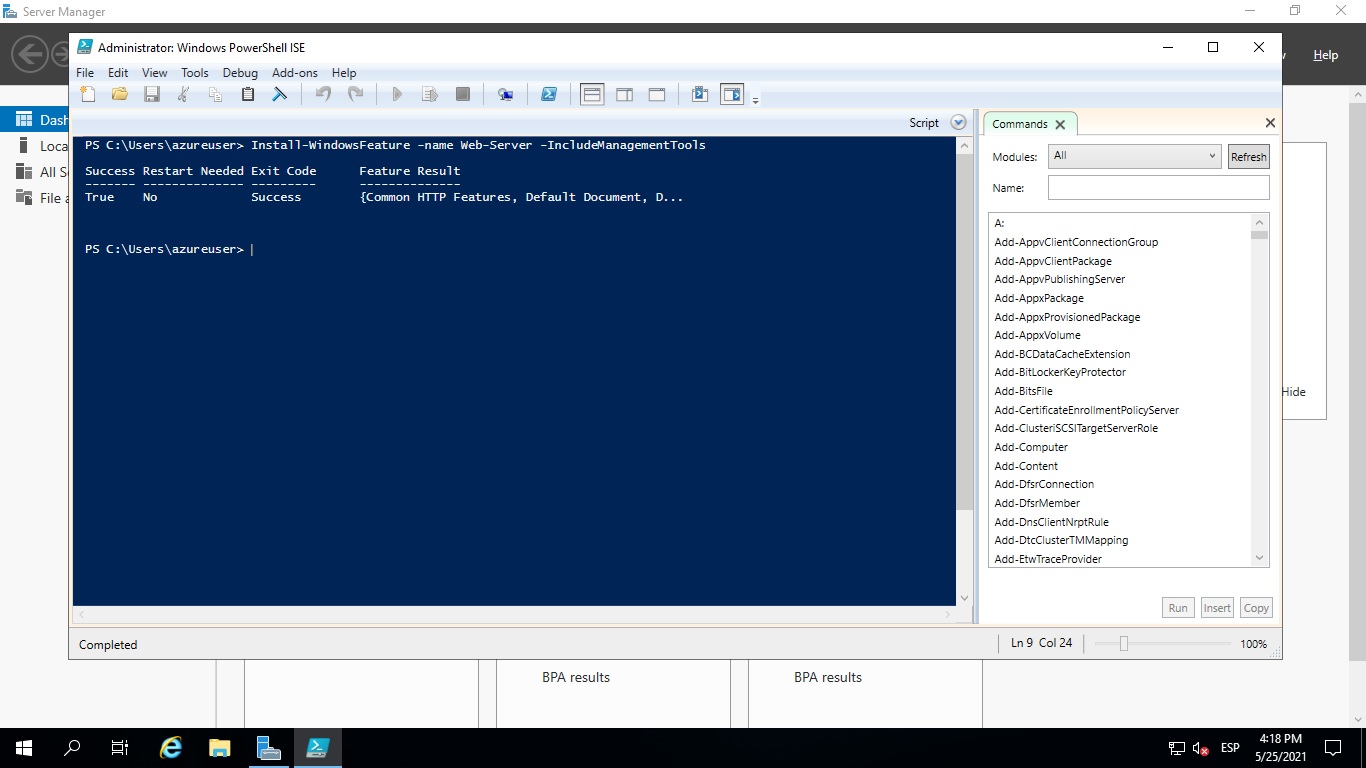 Server Manager
Help
Dash
Loca
All Se
File a
Hide
BPA results
BPA results
Administrator: Windows PowerShell ISE
File Edit View Tools Debug Add-ons Help
Script
PS C:\Users\azureuser> Install-WindowsFeature -name Web-Server -IncludeManagementTools
Success Restart Needed Exit Code Feature Result
------- -------------- --------- --------------
True No Success {Common HTTP Features, Default Document, D...
PS C:\Users\azureuser>
Commands
Modules: All Refresh
Name:
A:
Add-AppvClientConnectionGroup
Add-AppvClientPackage
Add-AppvPublishingServer
Add-AppxPackage
Add-AppxProvisionedPackage
Add-AppxVolume
Add-BCDataCacheExtension
Add-BitLockerKeyProtector
Add-BitsFile
Add-CertificateEnrollmentPolicyServer
Add-ClusteriSCSITargetServerRole
Add-Computer
Add-Content
Add-DfsrConnection
Add-DfsrMember
Add-DnsClientNrptRule
Add-DtcClusterTMMapping
Add-EtwTraceProvider
Run Insert Copy
Completed
Ln 9 Col 24
100%
ESP
4:18 PM
5/25/2021